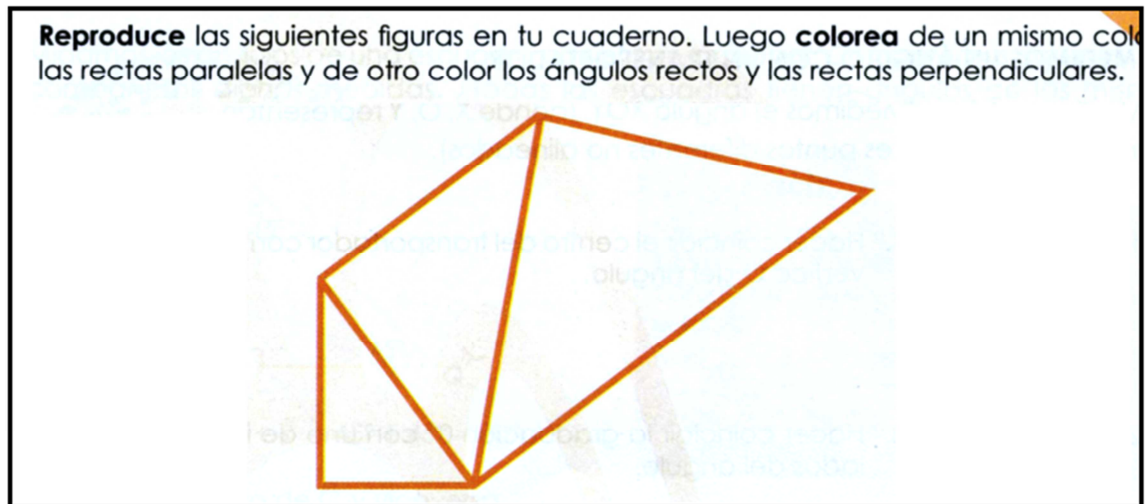 Reproduce las siguientes figuras en tu cuaderno. Luego colorea de un mismo colo
las rectas paralelas y de otro color los ángulos rectos y las rectas perpendiculares.